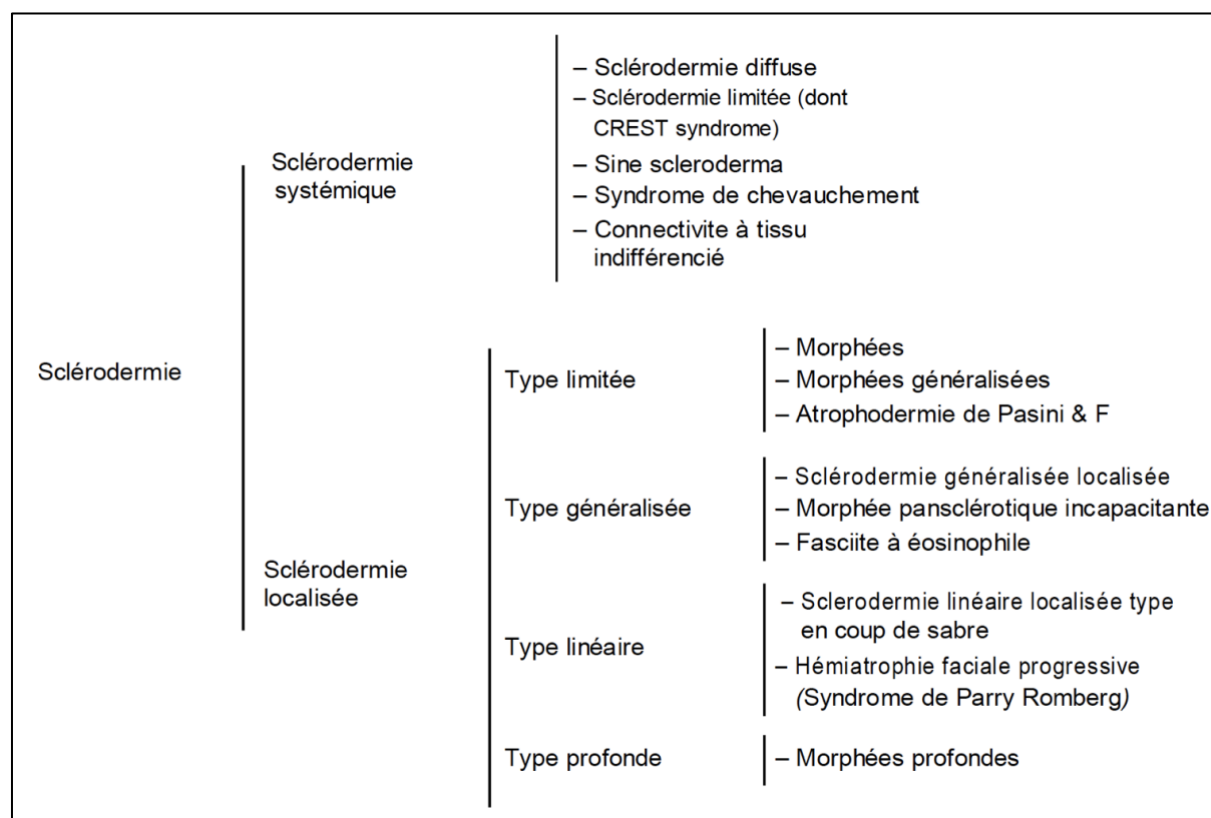 – Sclérodermie diffuse
– Sclérodermie limitée (dont
CREST syndrome)
Sclérodermie
systémique
– Sine scleroderma
– Syndrome de chevauchement
– Connectivite à tissu
indifférencié
Sclérodermie
Sclérodermie
localisée
Type limitée
– Morphées
– Morphées généralisées
– Atrophodermie de Pasini & F
Type généralisée
– Sclérodermie généralisée localisée
– Morphée pansclérotique incapacitante
– Fasciite à éosinophile
Type linéaire
– Sclerodermie linéaire localisée type
en coup de sabre
– Hémiatrophie faciale progressive
(Syndrome de Parry Romberg)
Type profonde
– Morphées profondes